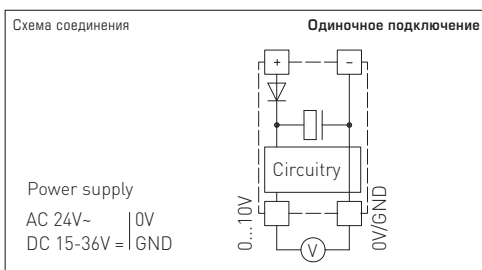 Схема соединения
Одиночное подключение
+ −
Circuitry
Power supply
AC 24V~ 0V
DC 15-36V = GND
0...10V
0V/GND
V